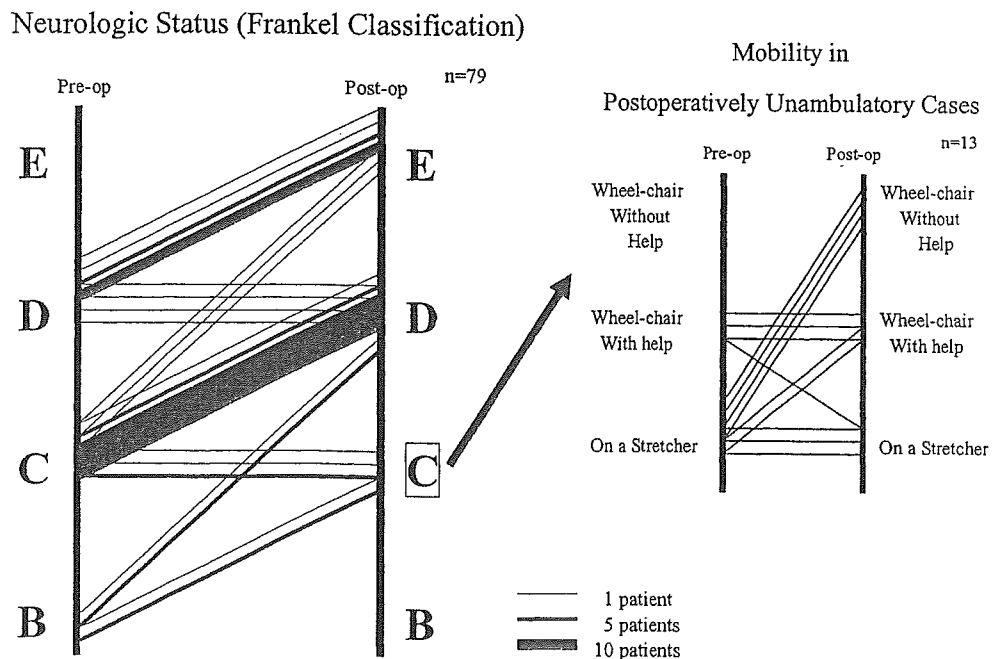 Neurologic Status (Frankel Classification)
n=79
Pre-op
Post-op
E
E
D
D
C
C
B
B
1 patient
5 patients
10 patients
Mobility in
Postoperatively Unambulatory Cases
n=13
Pre-op
Post-op
Wheel-chair
Without
Help
Wheel-chair
Without
Help
Wheel-chair
With help
Wheel-chair
With help
On a Stretcher
On a Stretcher